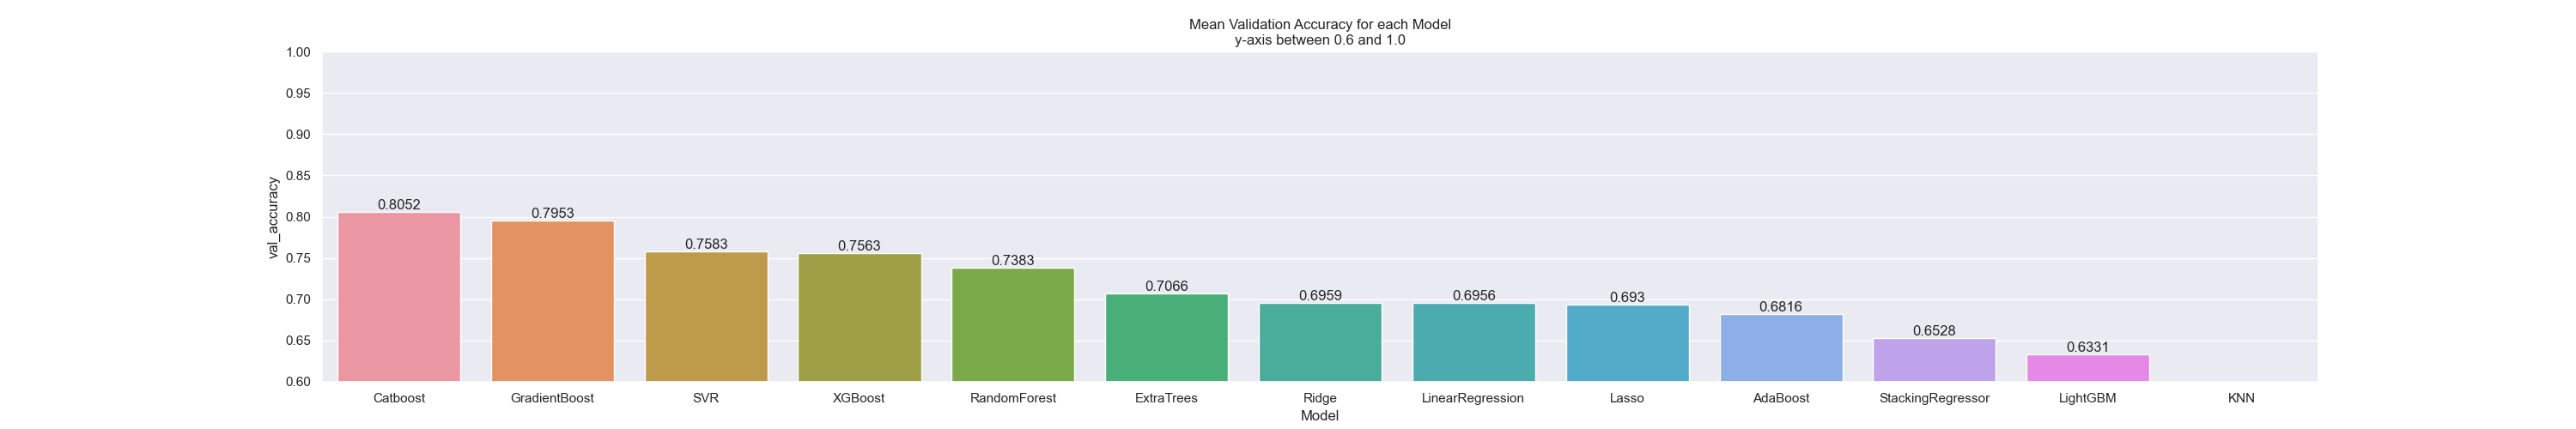 Mean Validation Accuracy for each Model
y-axis between 0.6 and 1.0
1.00
0.95
0.90
0.85
0.80
0.75
0.70
0.65
0.60
val_accuracy
0.8052
0.7953
0.7583
0.7563
0.7383
0.7066
0.6959
0.6956
0.693
0.6816
0.6528
0.6331
Catboost
GradientBoost
SVR
XGBoost
RandomForest
ExtraTrees
Ridge
LinearRegression
Lasso
AdaBoost
StackingRegressor
LightGBM
KNN
Model